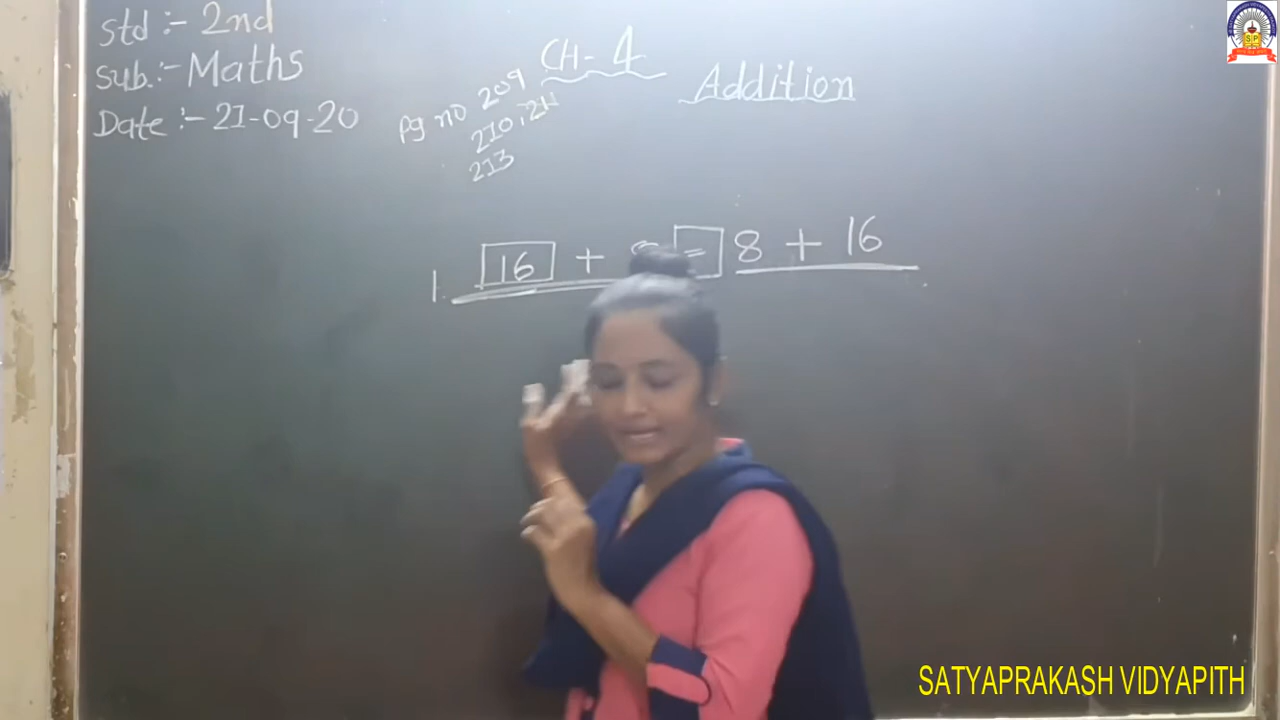 Std :- 2nd
Sub. :- Maths
Date :- 21-09-20
CH- 4
Addition
Pg no 209
210, 211
213
1. 16 + 8 = 8 + 16
SP
SATYAPRAKASH VIDYAPITH